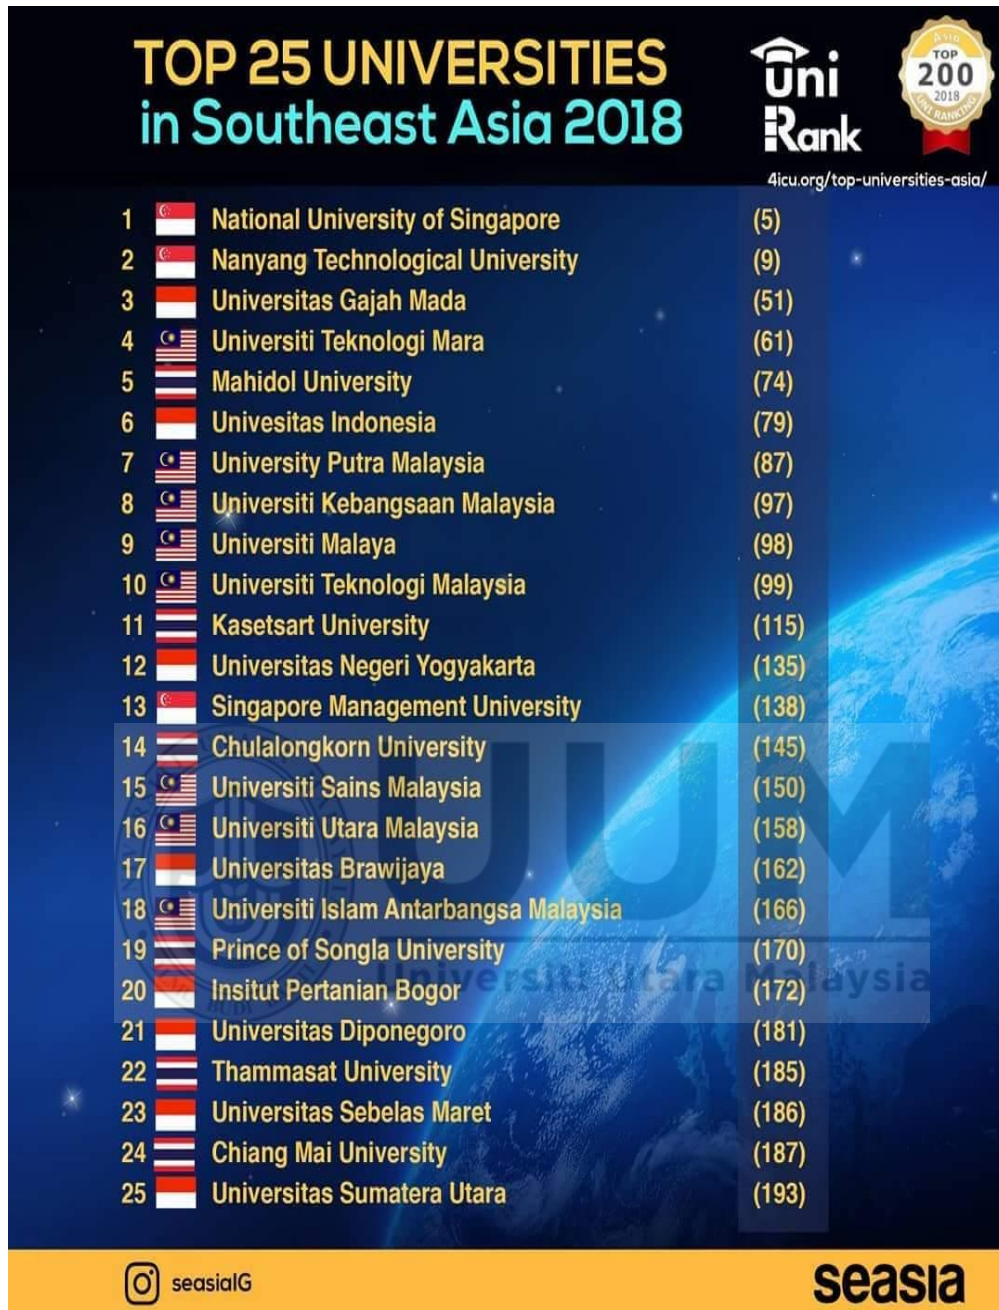 TOP 25 UNIVERSITIES
in Southeast Asia 2018
Uni
Rank
Asia
TOP
200
2018
UNI RANKING
4icu.org/top-universities-asia/
1 National University of Singapore (5)
2 Nanyang Technological University (9)
3 Universitas Gajah Mada (51)
4 Universiti Teknologi Mara (61)
5 Mahidol University (74)
6 Univesitas Indonesia (79)
7 University Putra Malaysia (87)
8 Universiti Kebangsaan Malaysia (97)
9 Universiti Malaya (98)
10 Universiti Teknologi Malaysia (99)
11 Kasetsart University (115)
12 Universitas Negeri Yogyakarta (135)
13 Singapore Management University (138)
14 Chulalongkorn University (145)
15 Universiti Sains Malaysia (150)
16 Universiti Utara Malaysia (158)
17 Universitas Brawijaya (162)
18 Universiti Islam Antarbangsa Malaysia (166)
19 Prince of Songla University (170)
20 Insitut Pertanian Bogor (172)
21 Universitas Diponegoro (181)
22 Thammasat University (185)
23 Universitas Sebelas Maret (186)
24 Chiang Mai University (187)
25 Universitas Sumatera Utara (193)
UUM
Universiti Utara Malaysia
seasiaIG
seasia